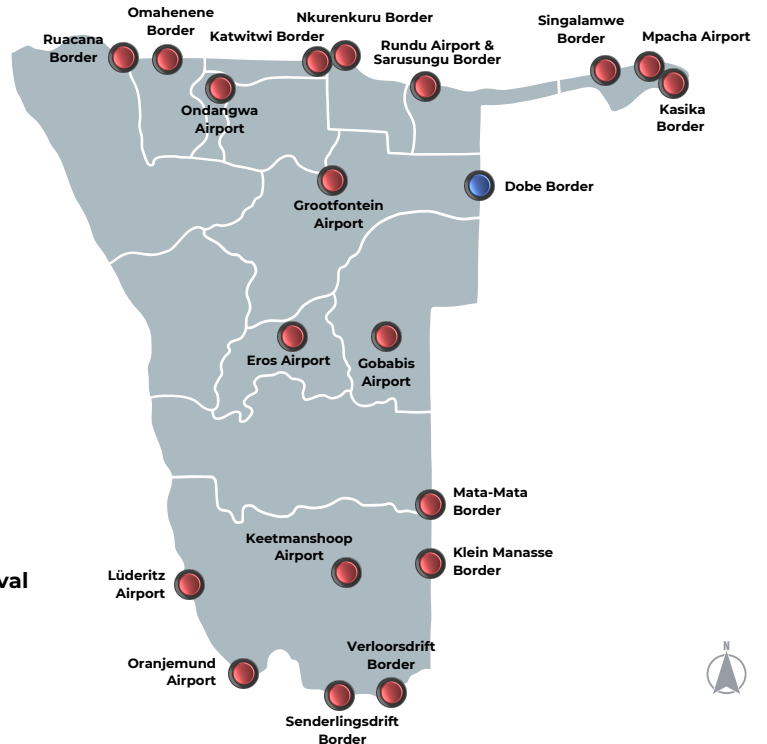 Omahenene
Border
Nkurenkuru Border
Katwitwi Border
Ruacana
Border
Rundu Airport &
Sarusungu Border
Singalamwe
Border
Mpacha Airport
Kasika
Border
Ondangwa
Airport
Dobe Border
Grootfontein
Airport
Eros Airport
Gobabis
Airport
Mata-Mata
Border
Keetmanshoop
Airport
Klein Manasse
Border
val
Lüderitz
Airport
Verloorsdrift
Border
Oranjemund
Airport
Senderlingsdrift
Border
N